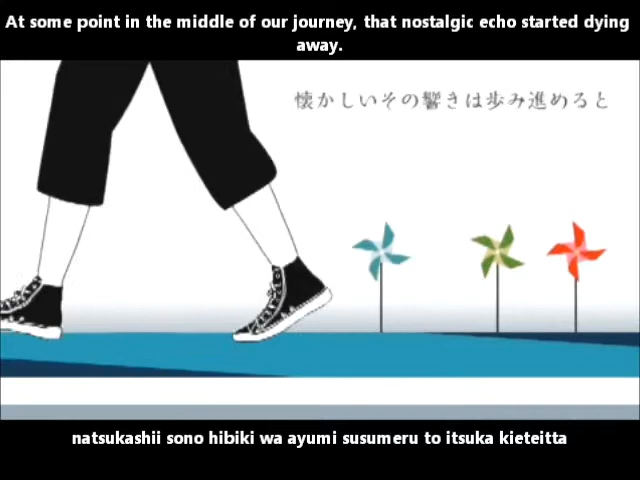 At some point in the middle of our journey, that nostalgic echo started dying
away.
懐かしいその響きは歩み進めると
natsukashii sono hibiki wa ayumi susumeru to itsuka kieteitta